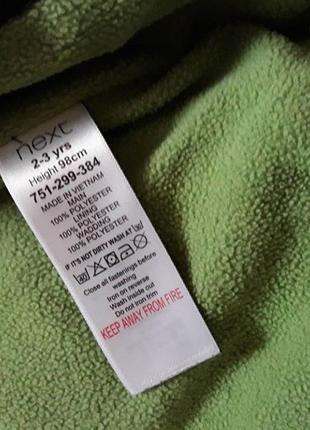 next
2-3 yrs
Height 98cm
751-299-384
MADE IN VIETNAM
MAIN
100% POLYESTER
LINING
100% POLYESTER
WADDING
100% POLYESTER
IF IT'S NOT DIRTY WASH AT 30
40
Close all fastenings before
washing
Iron on reverse
Wash inside out
Do not iron trim
KEEP AWAY FROM FIRE